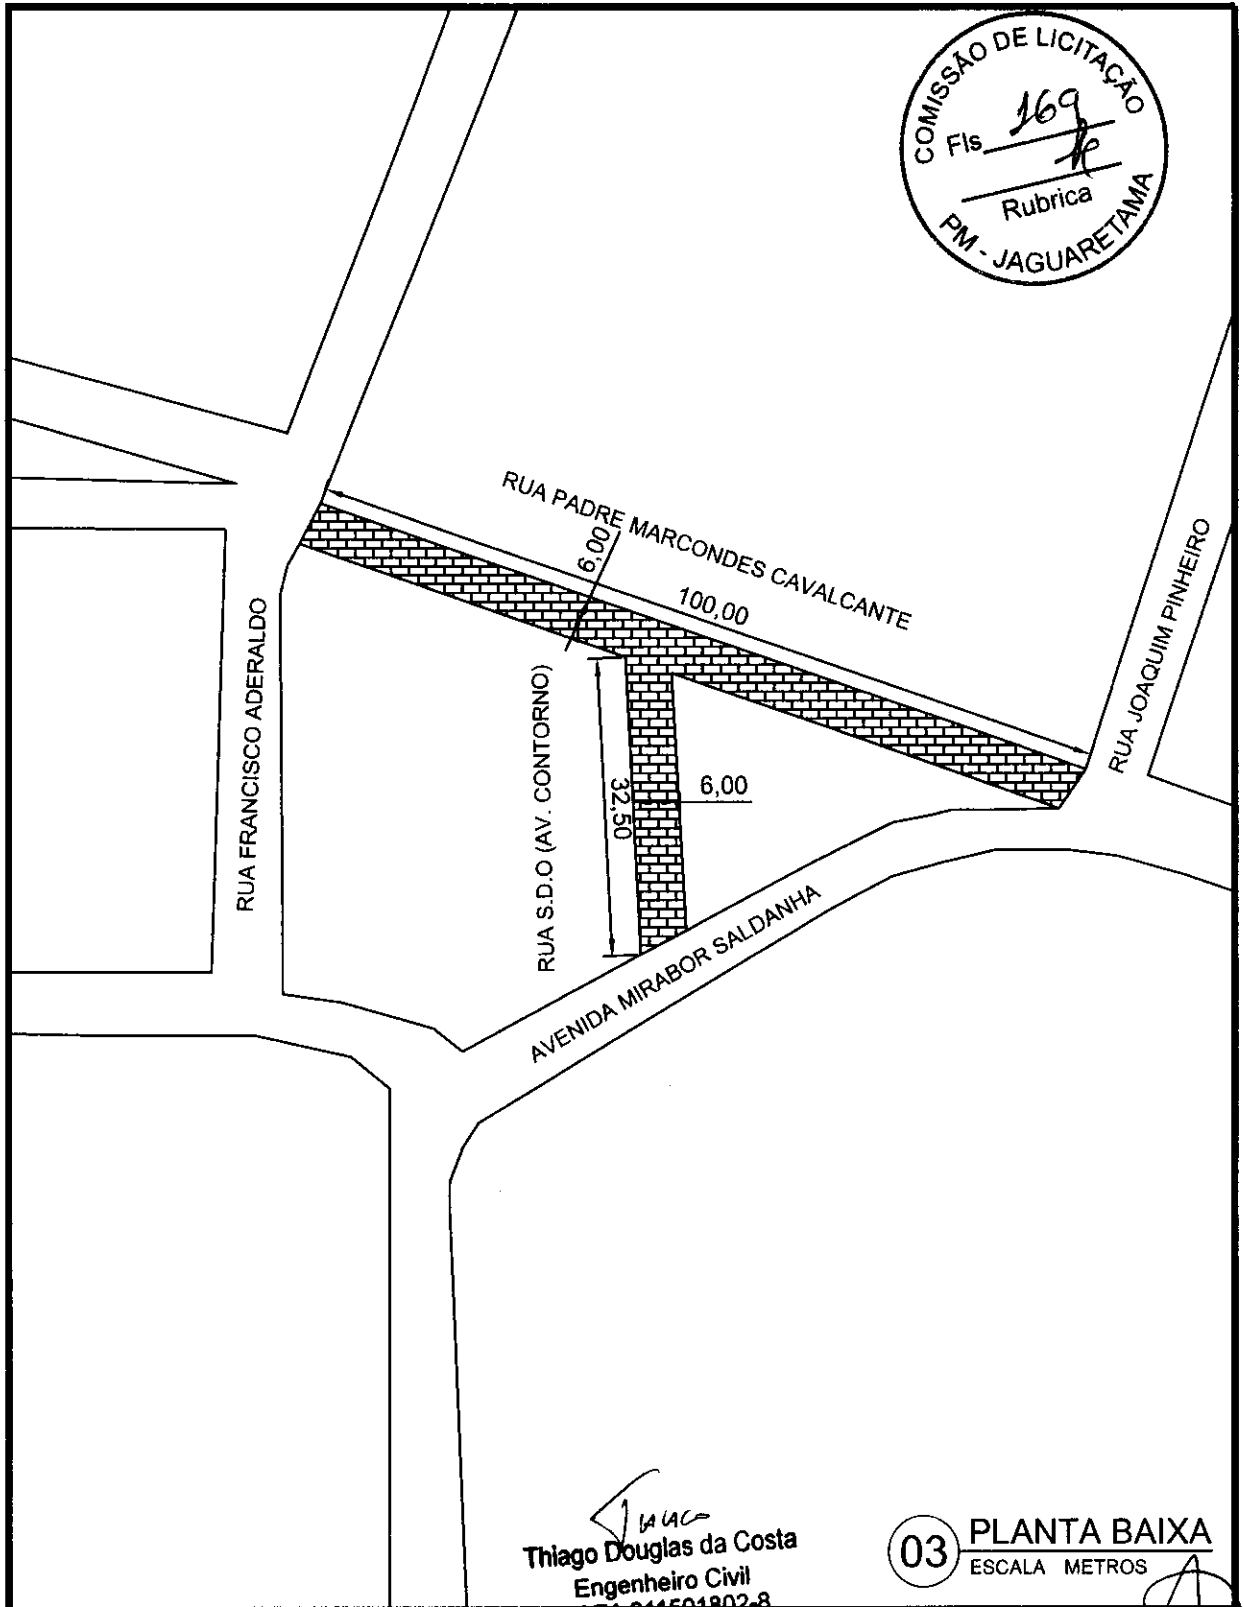 COMISSÃO DE LICITAÇÃO
Fls 169
Rubrica
PM - JAGUARETAMA
RUA PADRE MARCONDES CAVALCANTE
6,00
100,00
RUA JOAQUIM PINHEIRO
RUA FRANCISCO ADERALDO
RUA S.D.O (AV. CONTORNO)
32,50
6,00
AVENIDA MIRABOR SALDANHA
Thiago Douglas da Costa
Engenheiro Civil
03 PLANTA BAIXA
ESCALA METROS